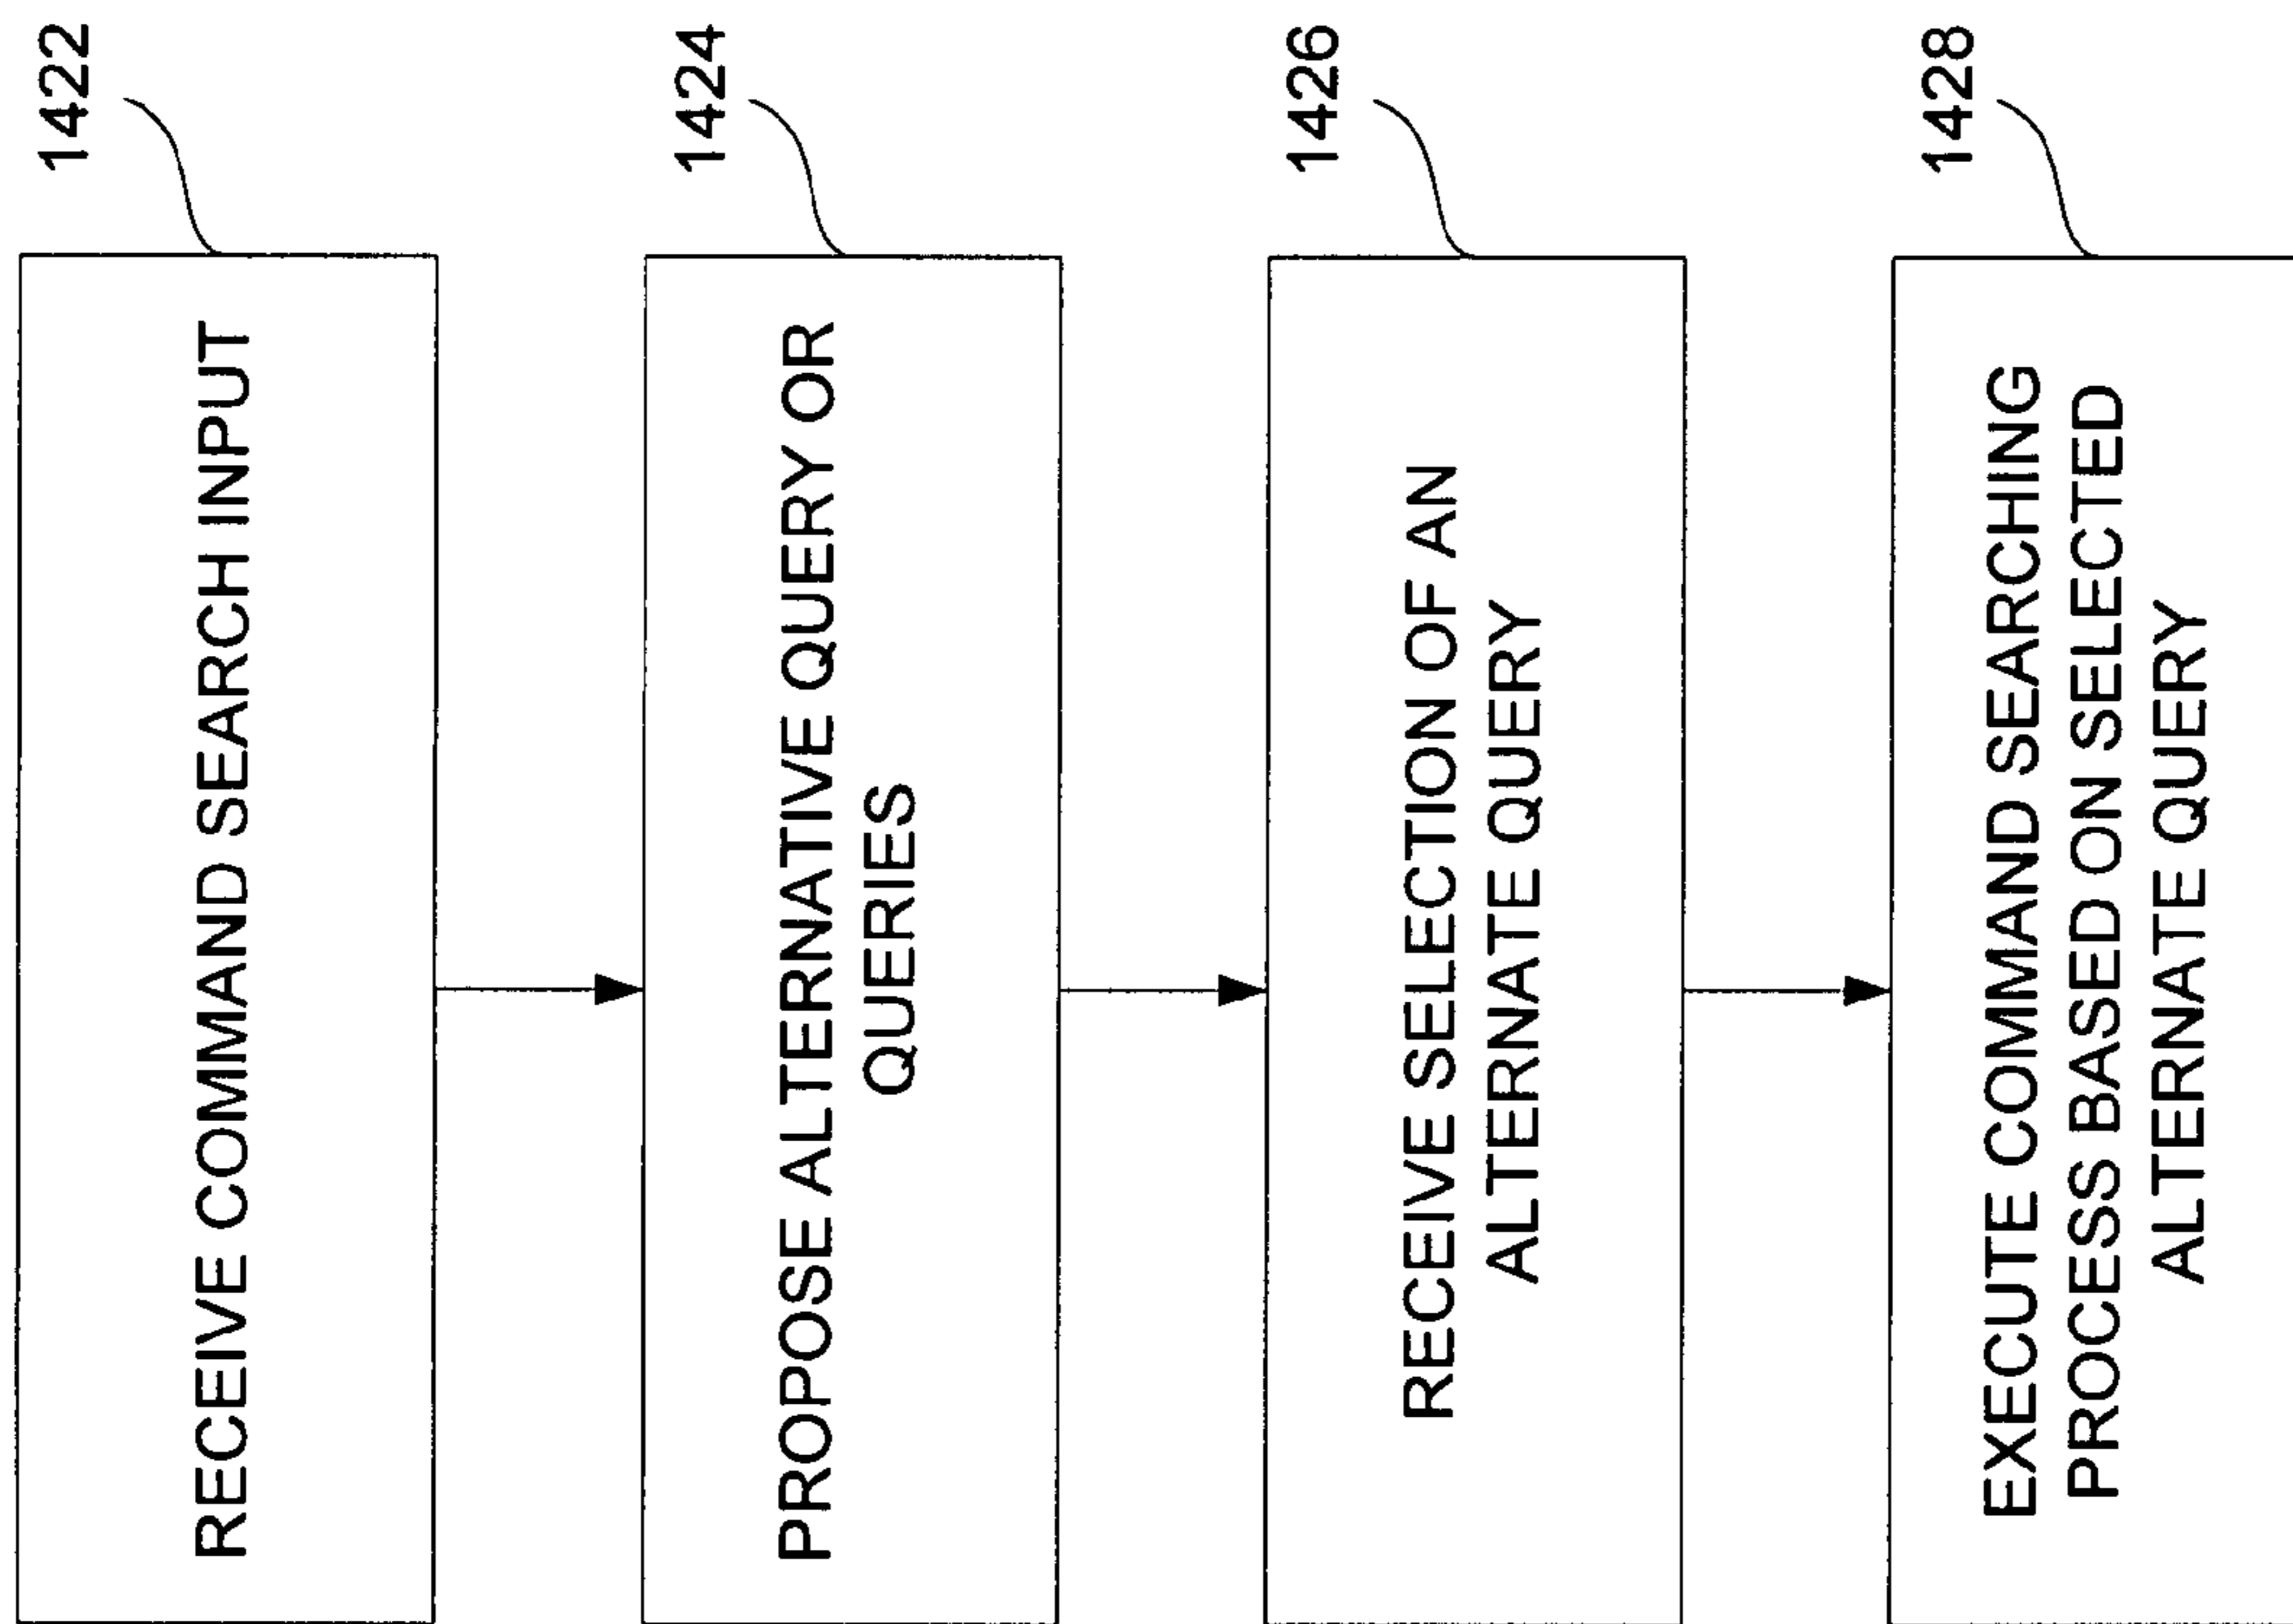 RECEIVE COMMAND SEARCH INPUT
1422
PROPOSE ALTERNATIVE QUERY OR
QUERIES
1424
RECEIVE SELECTION OF AN
ALTERNATE QUERY
1426
EXECUTE COMMAND SEARCHING
PROCESS BASED ON SELECTED
ALTERNATE QUERY
1428